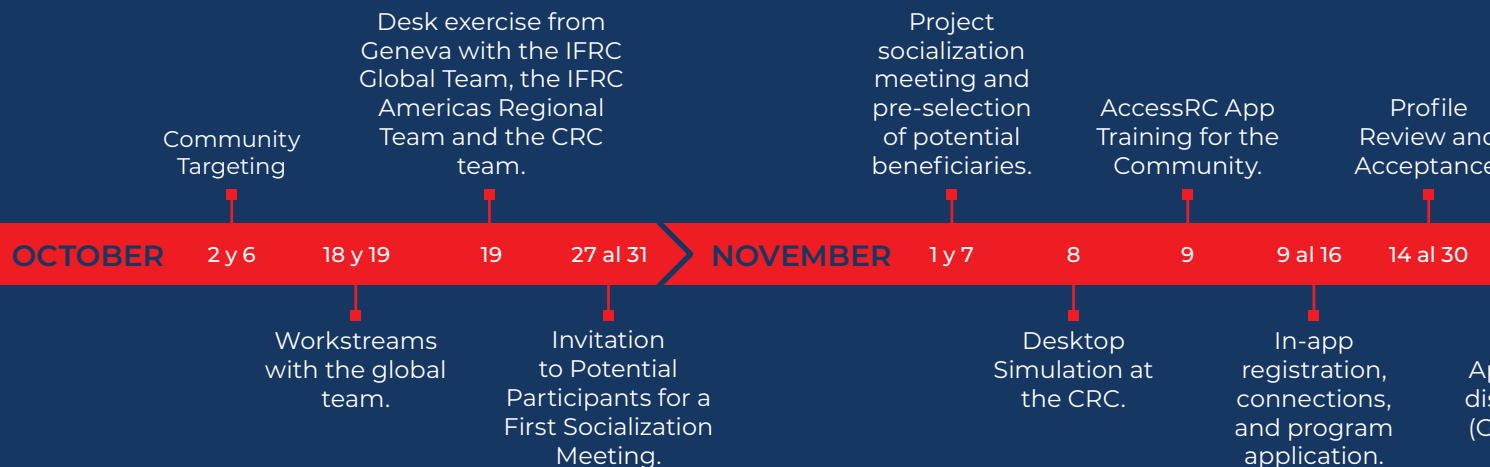 Desk exercise from
Geneva with the IFRC
Global Team, the IFRC
Americas Regional
Team and the CRC
team.
Project
socialization
meeting and
pre-selection
of potential
beneficiaries.
Community
Targeting
AccessRC App
Training for the
Community.
Profile
Review and
Acceptance
OCTOBER 2 y 6 18 y 19 19 27 al 31 NOVEMBER 1 y 7 8 9 9 al 16 14 al 30
Workstreams
with the global
team.
Invitation
to Potential
Participants for a
First Socialization
Meeting.
Desktop
Simulation at
the CRC.
In-app
registration,
connections,
and program
application.